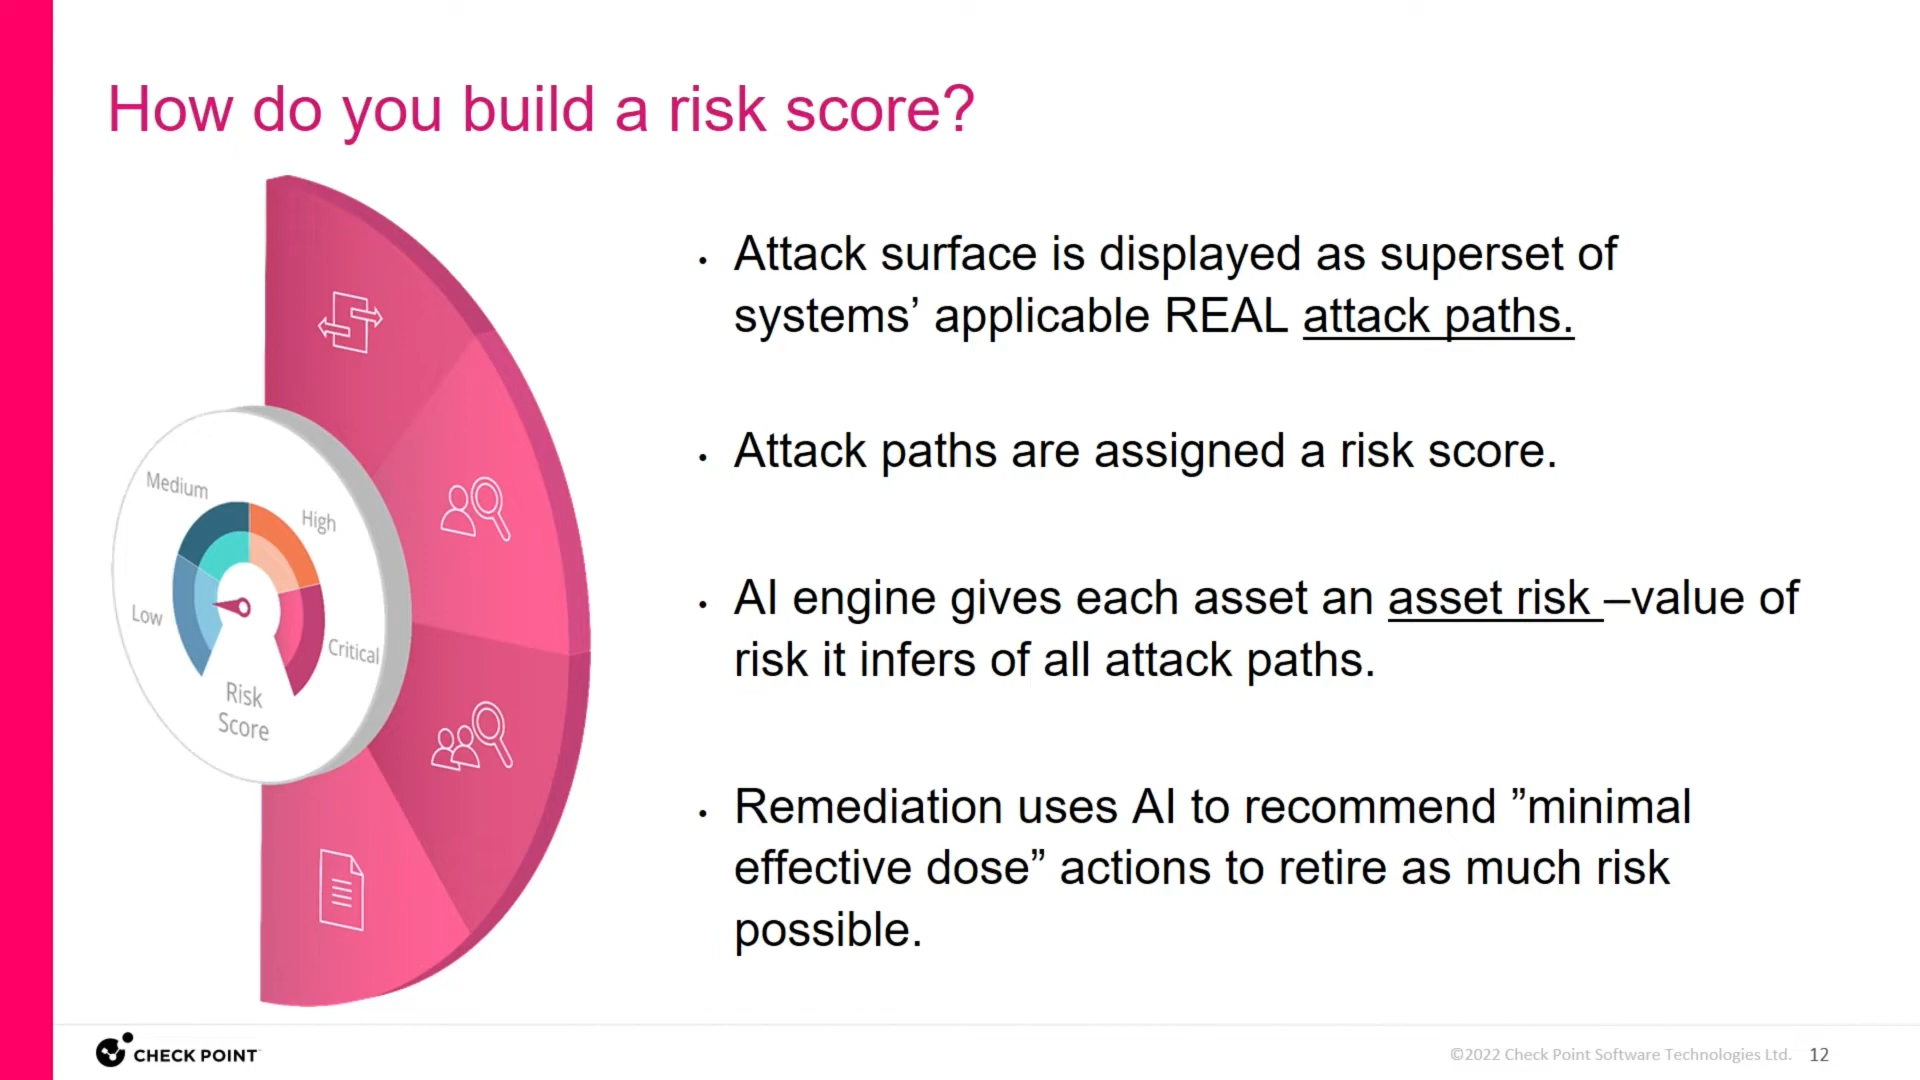 How do you build a risk score?
• Attack surface is displayed as superset of
systems’ applicable REAL attack paths.
• Attack paths are assigned a risk score.
• AI engine gives each asset an asset risk –value of
risk it infers of all attack paths.
• Remediation uses AI to recommend ”minimal
effective dose” actions to retire as much risk
possible.
Medium
High
Low
Critical
Risk
Score
CHECK POINT
©2022 Check Point Software Technologies Ltd. 12